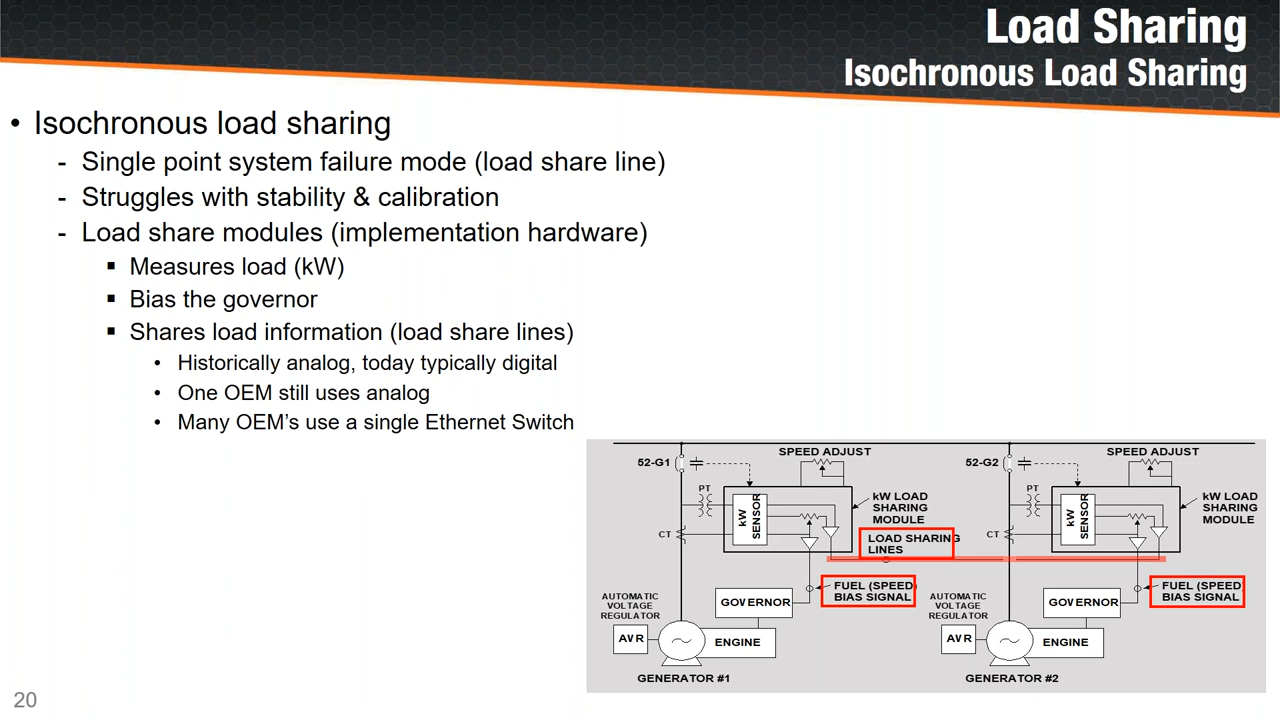 Load Sharing
Isochronous Load Sharing
• Isochronous load sharing
- Single point system failure mode (load share line)
- Struggles with stability & calibration
- Load share modules (implementation hardware)
▪ Measures load (kW)
▪ Bias the governor
▪ Shares load information (load share lines)
• Historically analog, today typically digital
• One OEM still uses analog
• Many OEM’s use a single Ethernet Switch
52-G1
SPEED ADJUST
PT
kW
SENSOR
kW LOAD
SHARING
MODULE
CT
LOAD SHARING
LINES
FUEL (SPEED)
BIAS SIGNAL
AUTOMATIC
VOLTAGE
REGULATOR
GOVERNOR
AVR
ENGINE
GENERATOR #1
52-G2
SPEED ADJUST
PT
kW
SENSOR
kW LOAD
SHARING
MODULE
CT
FUEL (SPEED
BIAS SIGNAL
AUTOMATIC
VOLTAGE
REGULATOR
GOVERNOR
AVR
ENGINE
GENERATOR #2
20